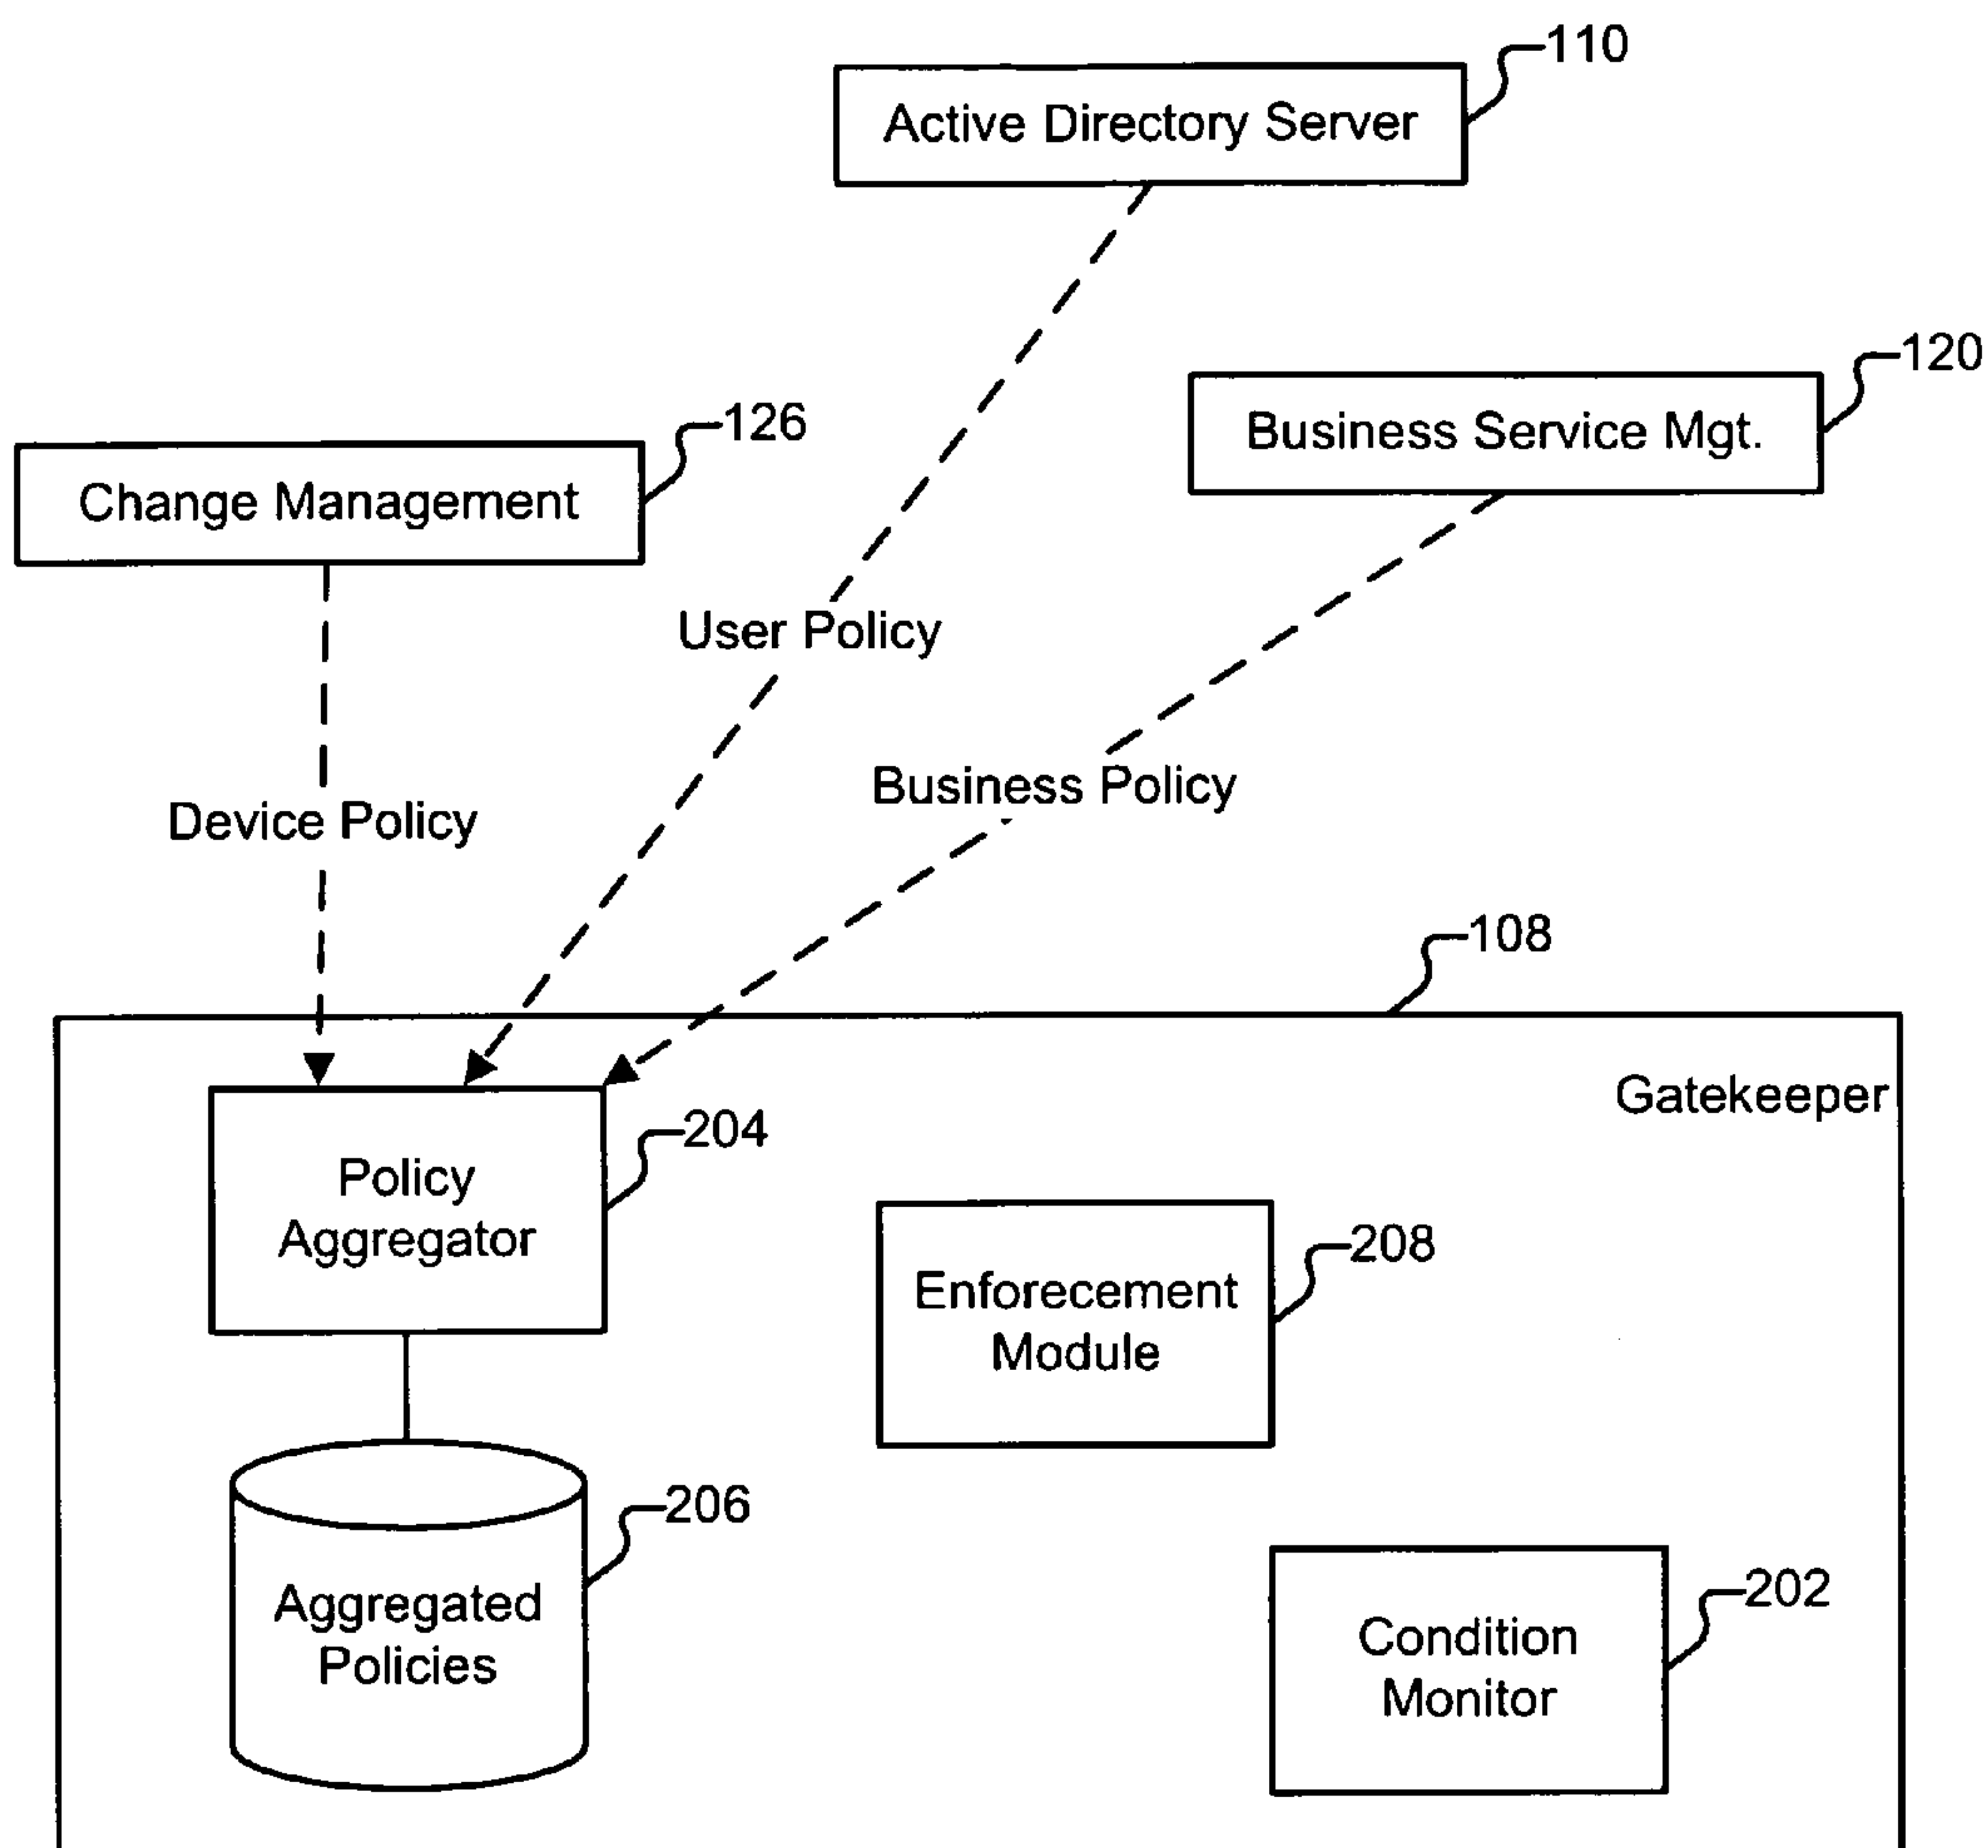 110
Active Directory Server
120
Business Service Mgt.
126
Change Management
User Policy
Business Policy
Device Policy
108
Gatekeeper
204
Policy
Aggregator
208
Enforecement
Module
206
Aggregated
Policies
202
Condition
Monitor